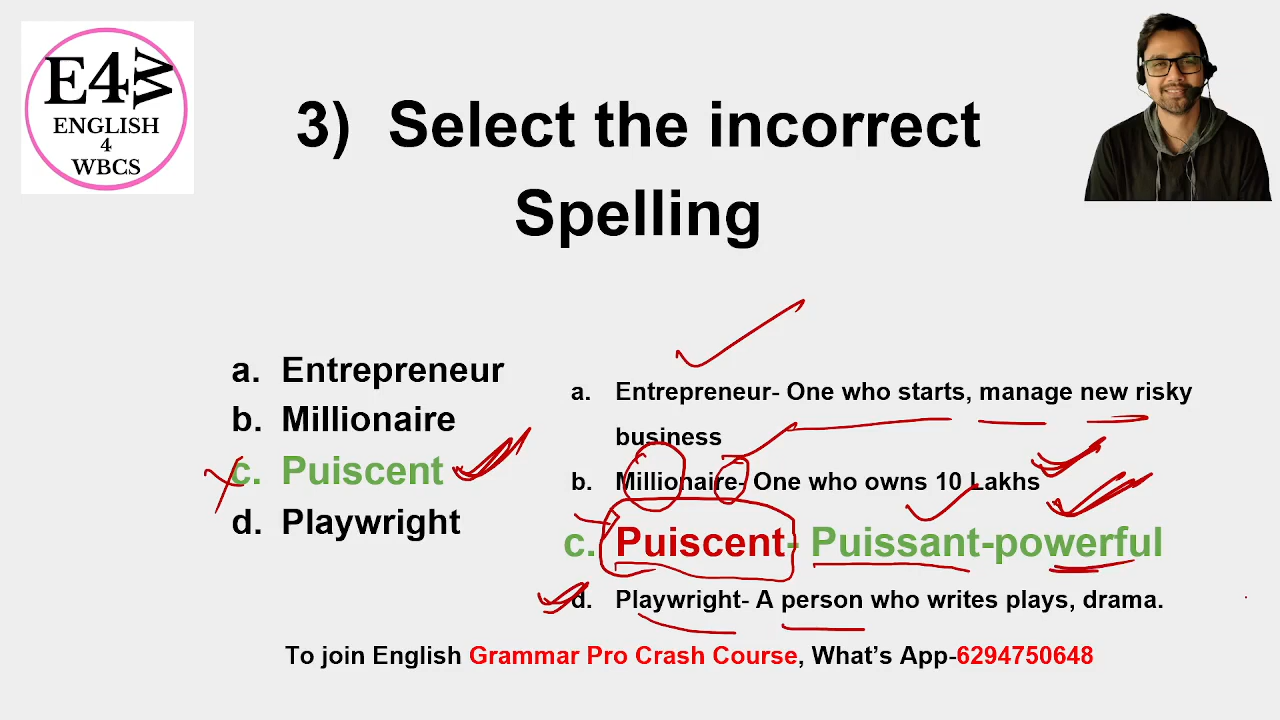 E4W
ENGLISH
4
WBCS
3) Select the incorrect
Spelling
a. Entrepreneur
b. Millionaire
c. Puiscent
d. Playwright
a. Entrepreneur- One who starts, manage new risky
business
b. Millionaire- One who owns 10 Lakhs
c. Puiscent- Puissant-powerful
d. Playwright- A person who writes plays, drama.
To join English Grammar Pro Crash Course, What’s App-6294750648